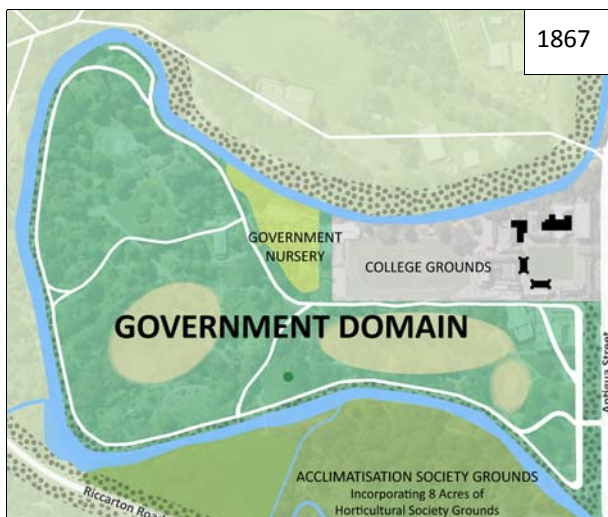 1867
GOVERNMENT
NURSERY
COLLEGE GROUNDS
GOVERNMENT DOMAIN
Antigua Street
ACCLIMATISATION SOCIETY GROUNDS
Incorporating 8 Acres of
Horticultural Society Grounds
Riccarton Road